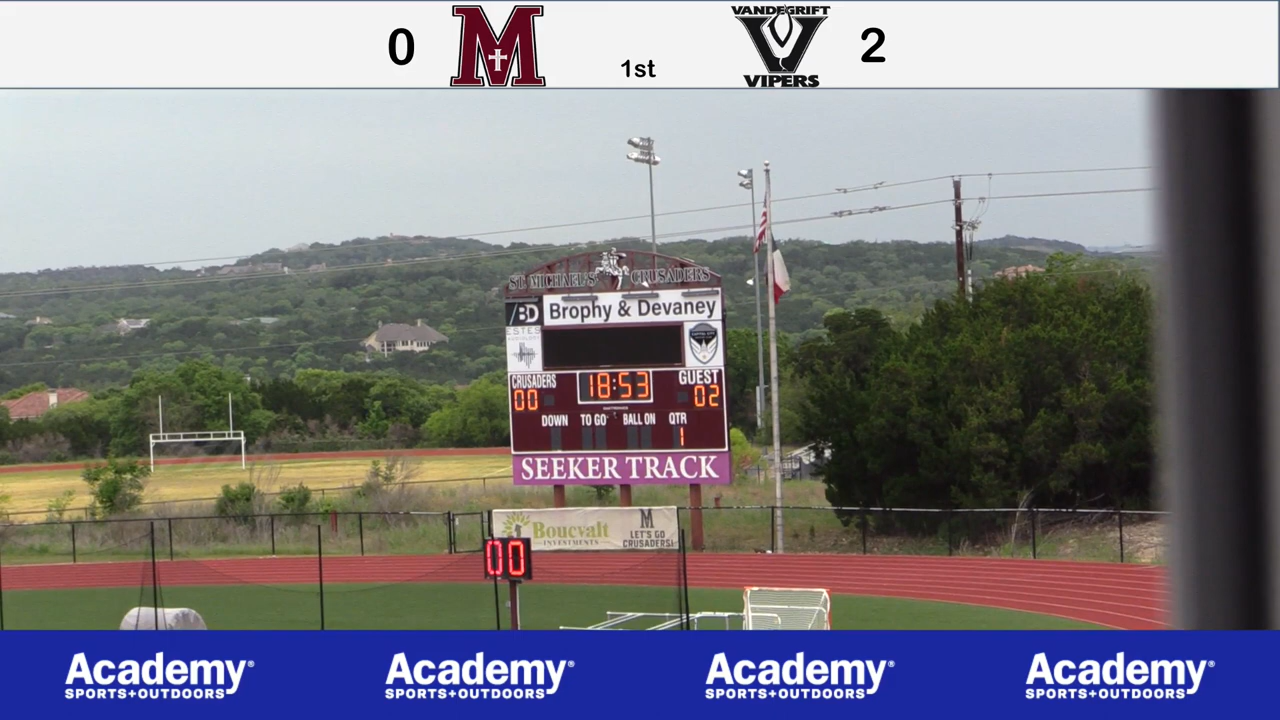 0
M
1st
VANDEGRIFT
V
VIPERS
2
ST. MICHAEL'S CRUSADERS
BD
Brophy & Devaney
ESTES
CRUSADERS
18:53
GUEST
00
02
DOWN TO GO BALL ON QTR
1
SEEKER TRACK
Boucvalt
INVESTMENTS
M
LET'S GO
CRUSADERS!
00
Academy
SPORTS+OUTDOORS
Academy
SPORTS+OUTDOORS
Academy
SPORTS+OUTDOORS
Academy
SPORTS+OUTDOORS